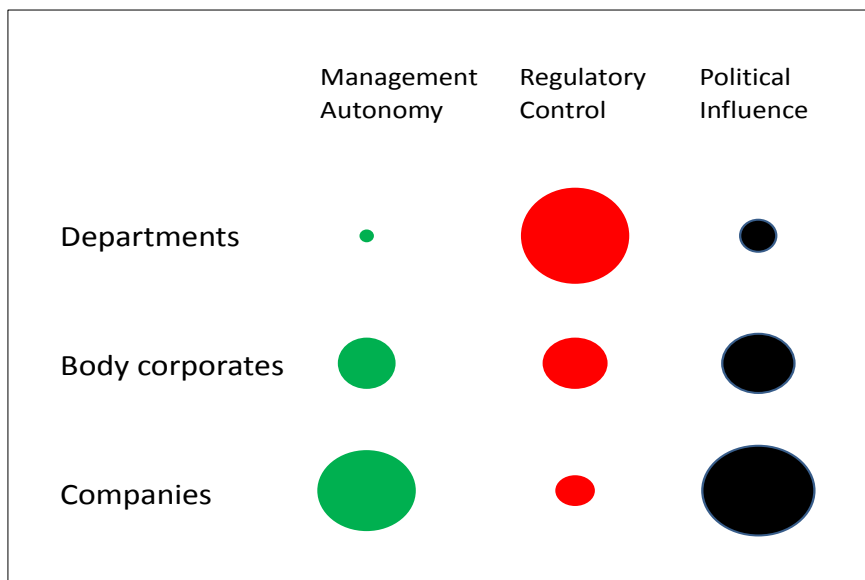 Management Regulatory Political
Autonomy Control Influence
Departments
Body corporates
Companies